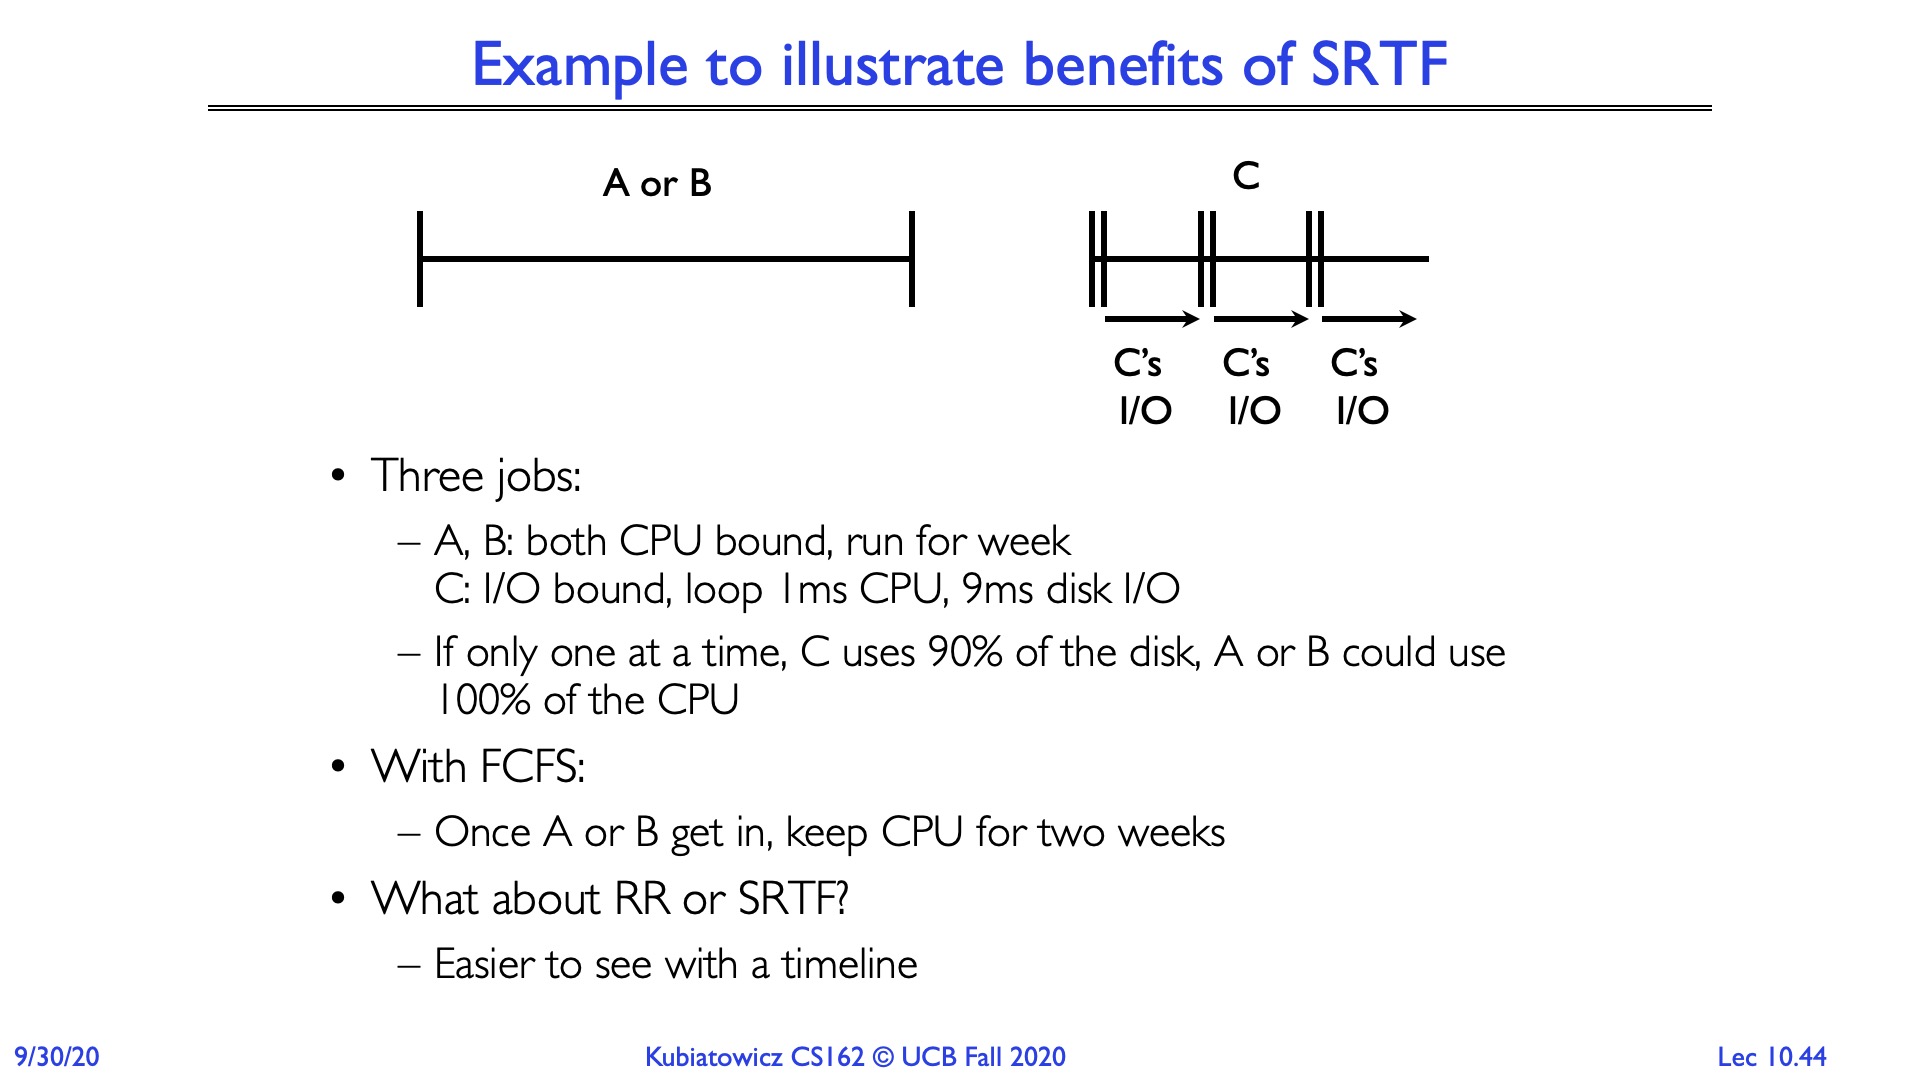 Example to illustrate benefits of SRTF
A or B
C
C's C's C's
I/O I/O I/O
• Three jobs:
– A, B: both CPU bound, run for week
C: I/O bound, loop 1ms CPU, 9ms disk I/O
– If only one at a time, C uses 90% of the disk, A or B could use
100% of the CPU
• With FCFS:
– Once A or B get in, keep CPU for two weeks
• What about RR or SRTF?
– Easier to see with a timeline
9/30/20
Kubiatowicz CS162 © UCB Fall 2020
Lec 10.44